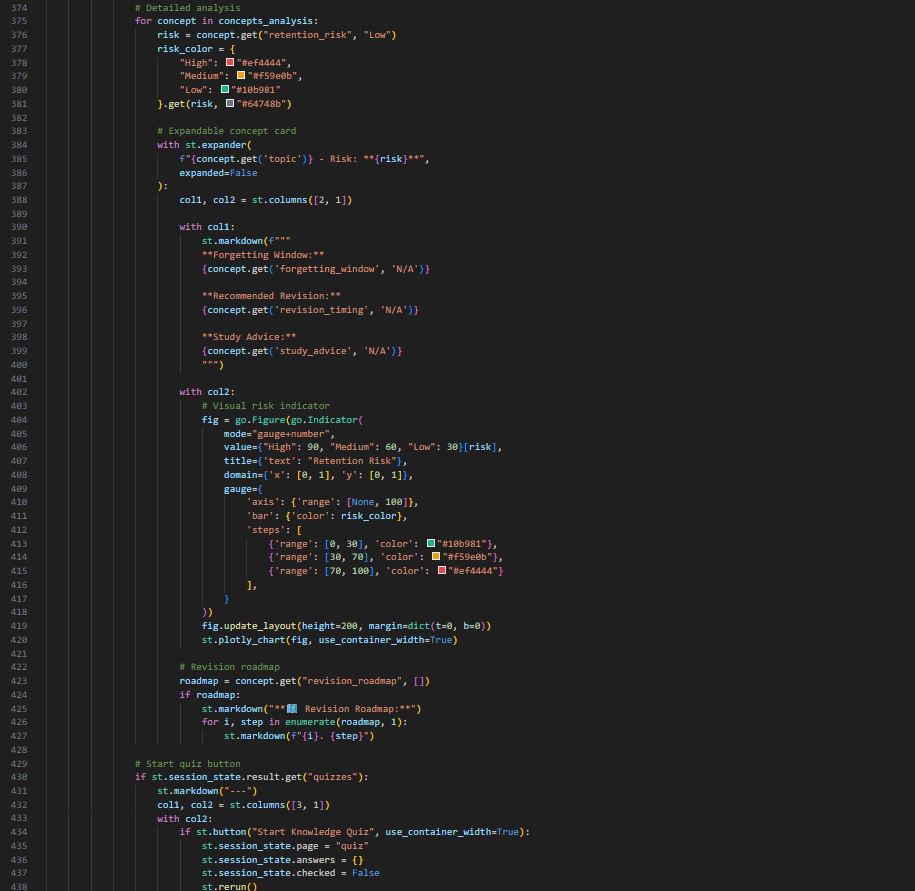 374 # Detailed analysis
375 for concept in concepts_analysis:
376 risk = concept.get("retention_risk", "Low")
377 risk_color = {
378 "High": "#ef4444",
379 "Medium": "#f59e0b",
380 "Low": "#10b981"
381 }.get(risk, "#64748b")
382
383 # Expandable concept card
384 with st.expander(
385 f"{concept.get('topic')} - Risk: **{risk}**",
386 expanded=False
387 ):
388 col1, col2 = st.columns([2, 1])
389
390 with col1:
391 st.markdown(f"""
392 **Forgetting Window:**
393 {concept.get('forgetting_window', 'N/A')}
394
395 **Recommended Revision:**
396 {concept.get('revision_timing', 'N/A')}
397
398 **Study Advice:**
399 {concept.get('study_advice', 'N/A')}
400 """)
401
402 with col2:
403 # Visual risk indicator
404 fig = go.Figure(go.Indicator(
405 mode="gauge+number",
406 value={"High": 90, "Medium": 60, "Low": 30}[risk],
407 title={'text': "Retention Risk"},
408 domain={'x': [0, 1], 'y': [0, 1]},
409 gauge={
410 'axis': {'range': [None, 100]},
411 'bar': {'color': risk_color},
412 'steps': [
413 {'range': [0, 30], 'color': "#10b981"},
414 {'range': [30, 70], 'color': "#f59e0b"},
415 {'range': [70, 100], 'color': "#ef4444"}
416 ],
417 }
418 ))
419 fig.update_layout(height=200, margin=dict(t=0, b=0))
420 st.plotly_chart(fig, use_container_width=True)
421
422 # Revision roadmap
423 roadmap = concept.get("revision_roadmap", [])
424 if roadmap:
425 st.markdown("**🗺️ Revision Roadmap:**")
426 for i, step in enumerate(roadmap, 1):
427 st.markdown(f"{i}. {step}")
428
429 # Start quiz button
430 if st.session_state.result.get("quizzes"):
431 st.markdown("---")
432 col1, col2 = st.columns([3, 1])
433 with col2:
434 if st.button("Start Knowledge Quiz", use_container_width=True):
435 st.session_state.page = "quiz"
436 st.session_state.answers = {}
437 st.session_state.checked = False
438 st.rerun()